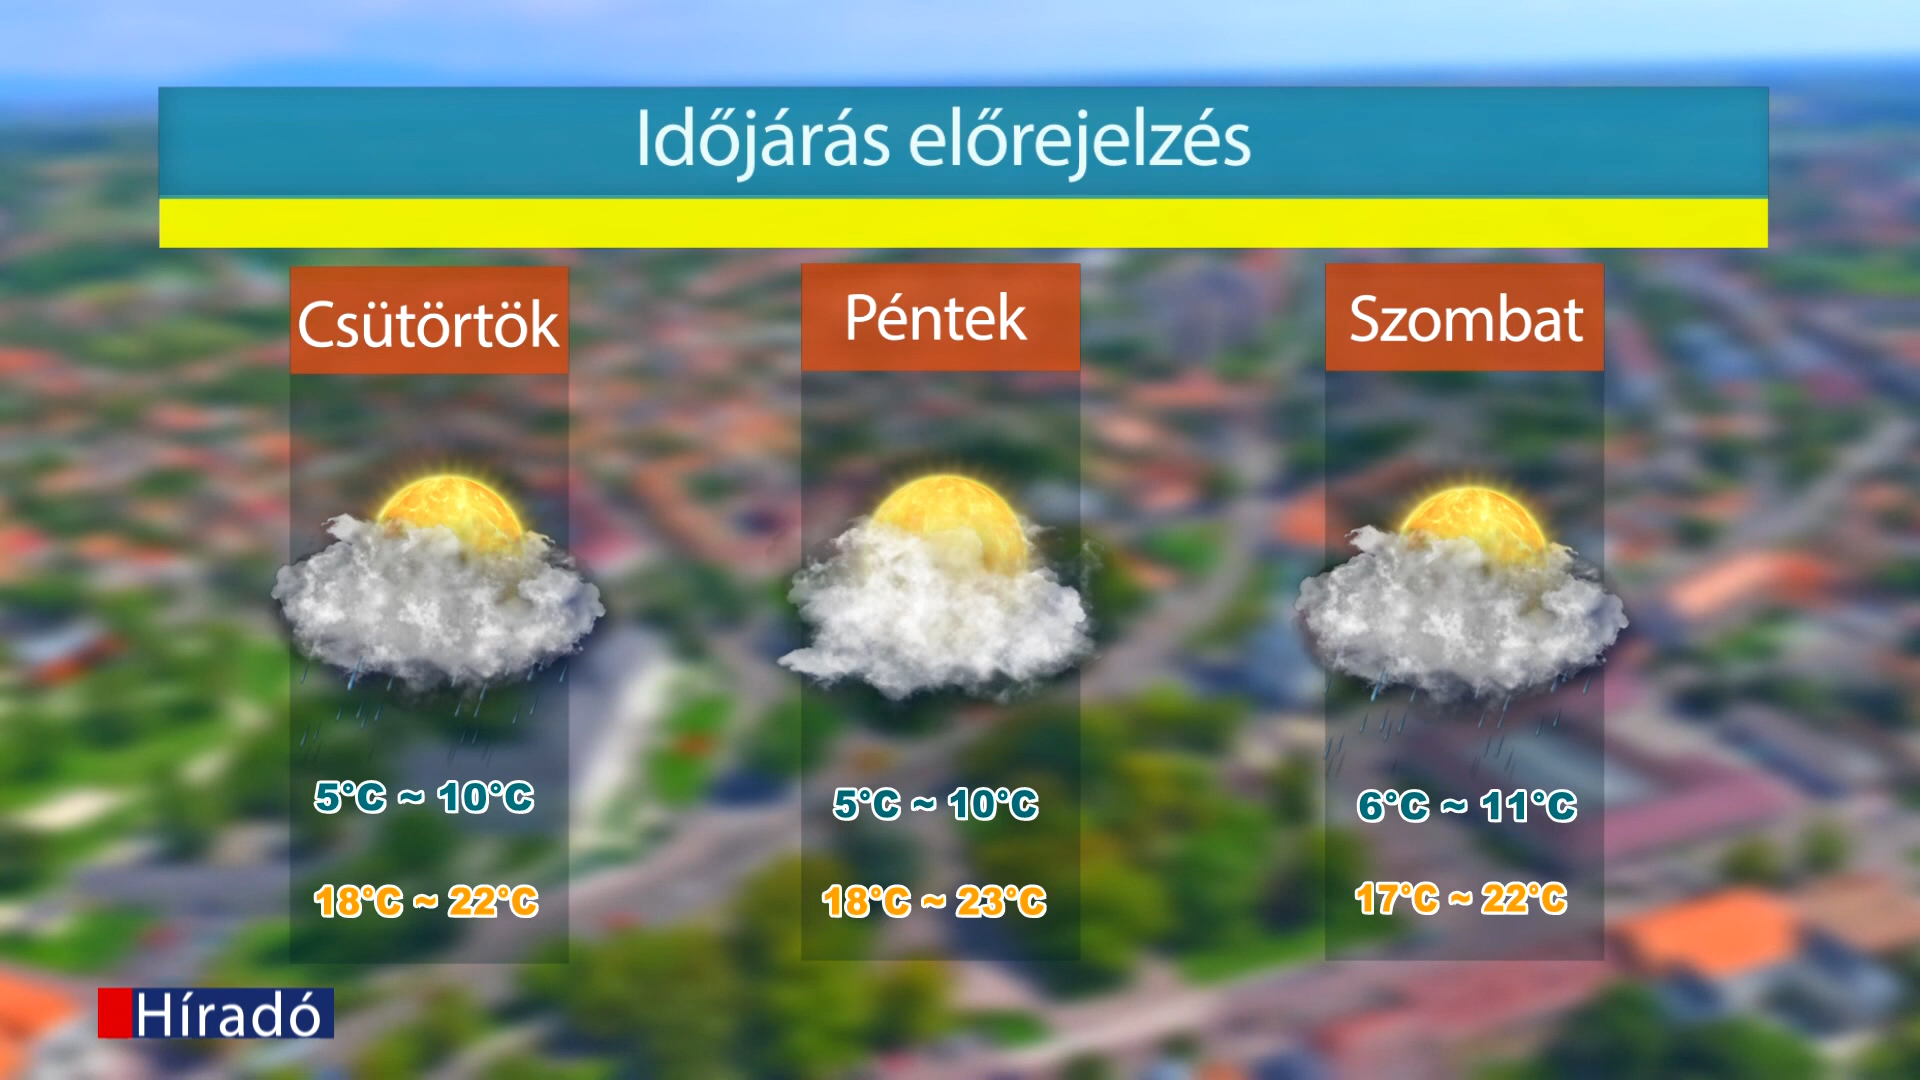 Időjárás előrejelzés
Csütörtök
Péntek
Szombat
5°C ~ 10°C
5°C ~ 10°C
6°C ~ 11°C
18°C ~ 22°C
18°C ~ 23°C
17°C ~ 22°C
Híradó